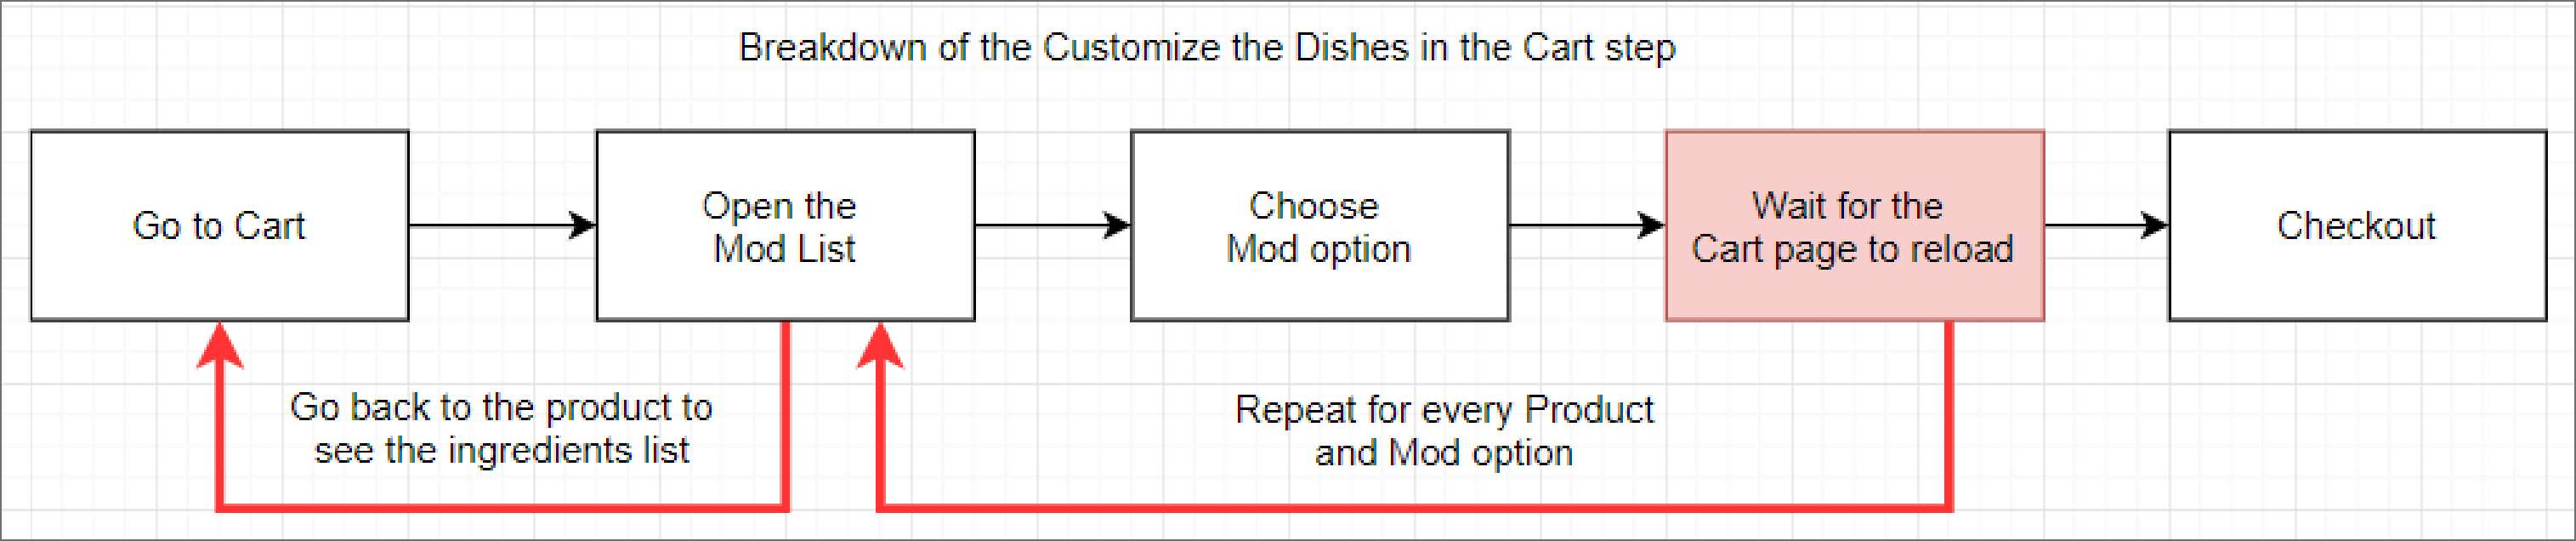 Breakdown of the Customize the Dishes in the Cart step
Go to Cart
Open the
Mod List
Choose
Mod option
Wait for the
Cart page to reload
Checkout
Go back to the product to
see the ingredients list
Repeat for every Product
and Mod option